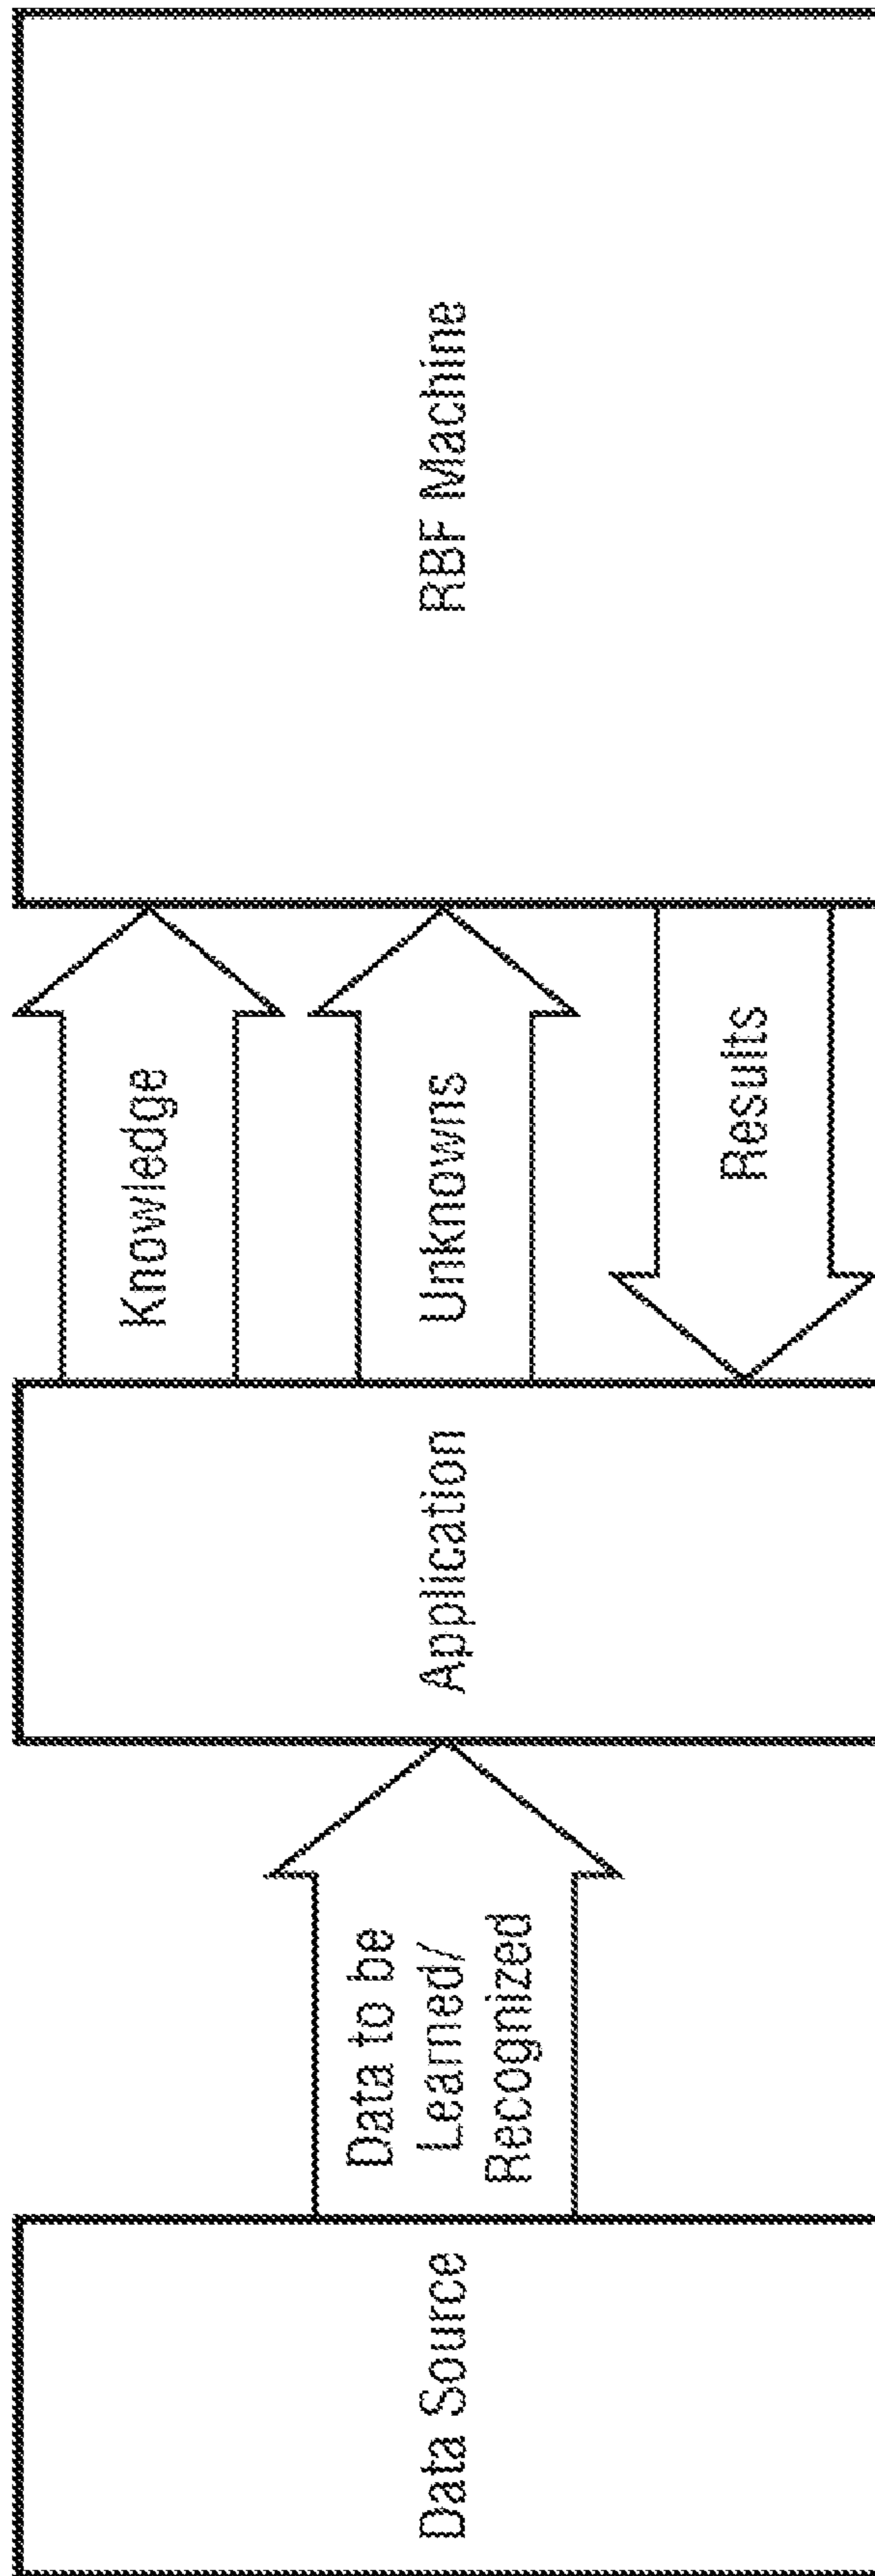 Data Source
Data to be
Learned/
Recognized
Application
Knowledge
Unknowns
Results
RBF Machine